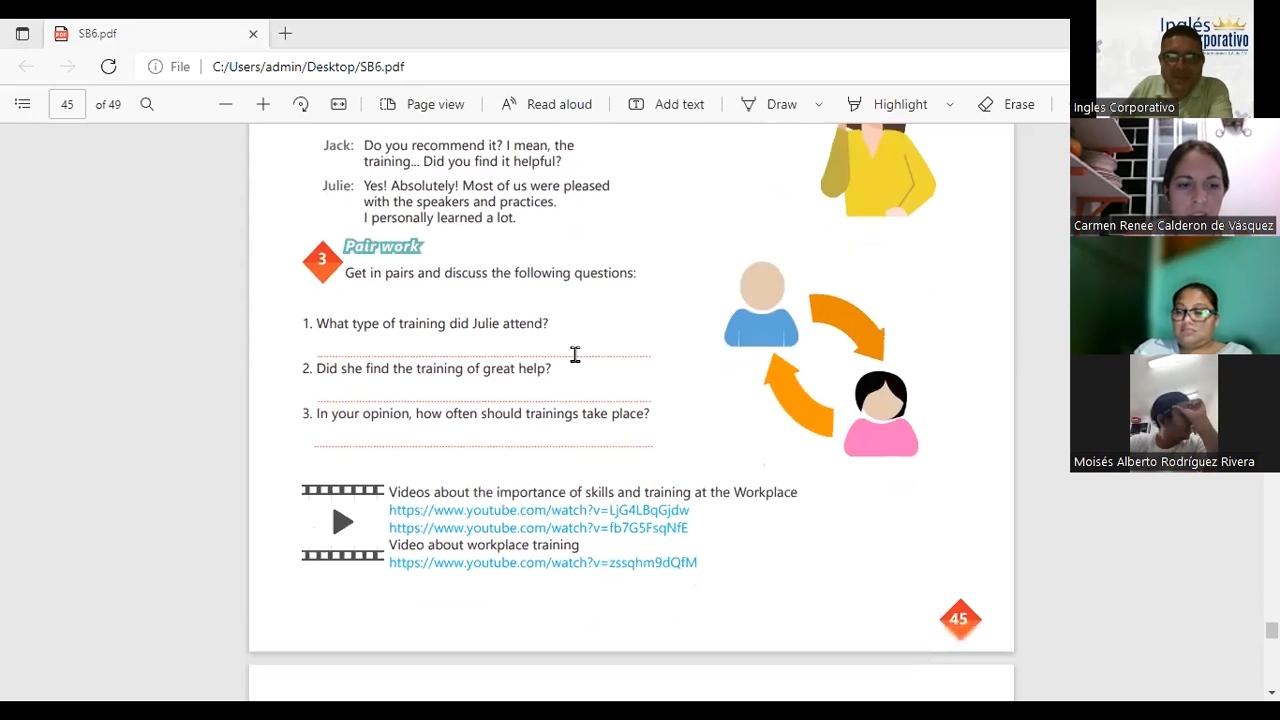 SB6.pdf
File
C:/Users/admin/Desktop/SB6.pdf
45 of 49
Page view
Read aloud
Add text
Draw
Highlight
Erase
Jack: Do you recommend it? I mean, the
training... Did you find it helpful?
Julie: Yes! Absolutely! Most of us were pleased
with the speakers and practices.
I personally learned a lot.
3
Pair work
Get in pairs and discuss the following questions:
1. What type of training did Julie attend?
2. Did she find the training of great help?
3. In your opinion, how often should trainings take place?
Videos about the importance of skills and training at the Workplace
https://www.youtube.com/watch?v=LjG4LBqGjdw
https://www.youtube.com/watch?v=fb7G5FsqNfE
Video about workplace training
https://www.youtube.com/watch?v=zssqhm9dQfM
45
Inglés
Ingles Corporativo
Carmen Renee Calderon de Vásquez
Moisés Alberto Rodríguez Rivera